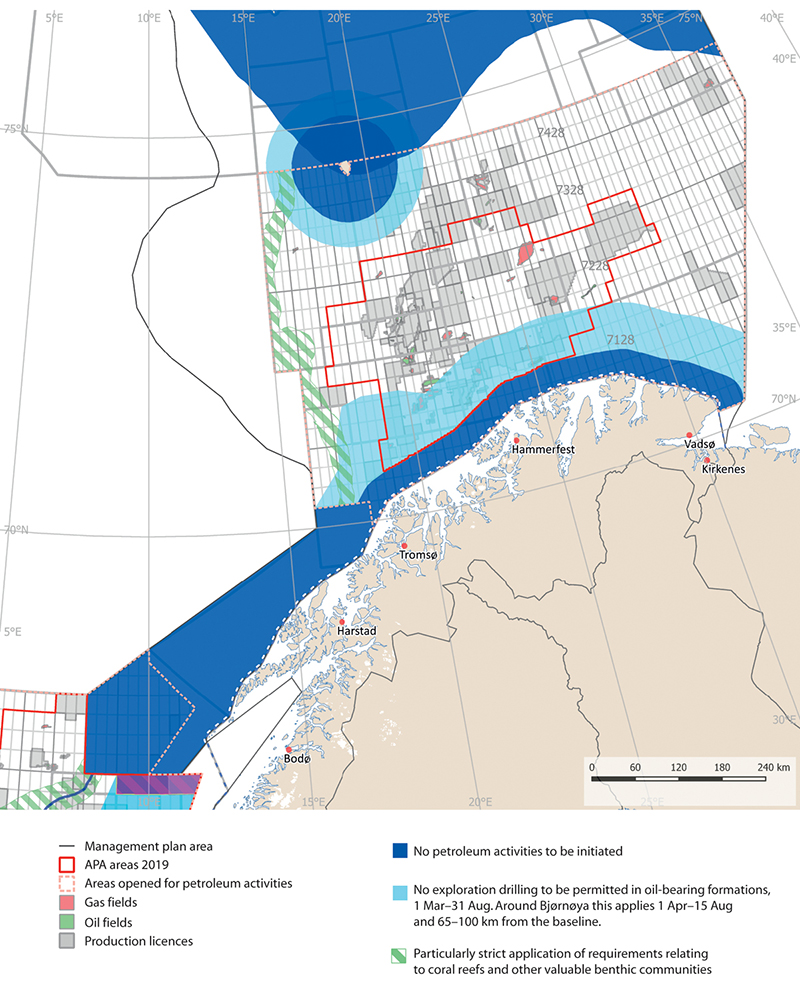 5°E 10°E 15°E 20°E 25°E 30°E 35°E 75°N 40°E
40°E
75°N
7428
7328
7228
35°E
7128
70°N
Vadsø
Hammerfest
Kirkenes
70°N
Tromsø
5°E
Harstad
30°E
Bodø
0 60 120 180 240 km
10°E 15°E 20°E 25°E
Management plan area
APA areas 2019
Areas opened for petroleum activities
Gas fields
Oil fields
Production licences
No petroleum activities to be initiated
No exploration drilling to be permitted in oil-bearing formations,
1 Mar–31 Aug. Around Bjørnøya this applies 1 Apr–15 Aug
and 65–100 km from the baseline.
Particularly strict application of requirements relating
to coral reefs and other valuable benthic communities